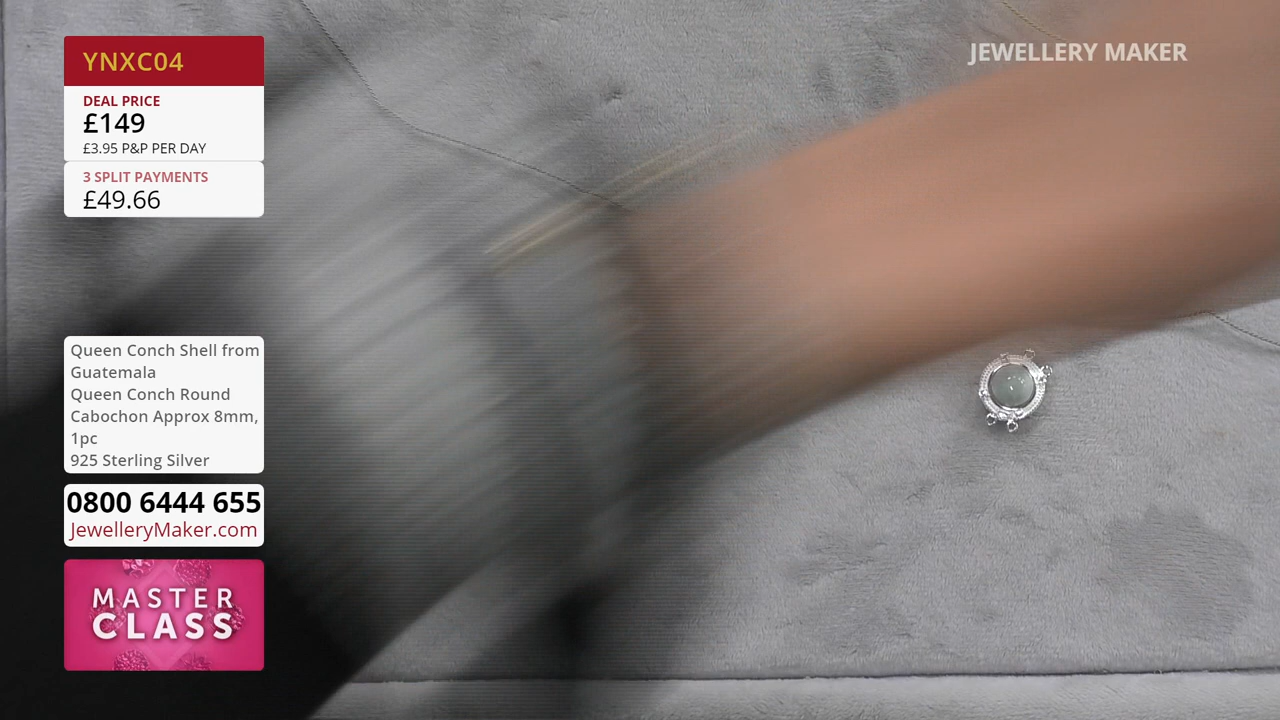 YNXC04
DEAL PRICE
£149
£3.95 P&P PER DAY
3 SPLIT PAYMENTS
£49.66
Queen Conch Shell from
Guatemala
Queen Conch Round
Cabochon Approx 8mm,
1pc
925 Sterling Silver
0800 6444 655
JewelleryMaker.com
MASTER
CLASS
JEWELLERY MAKER